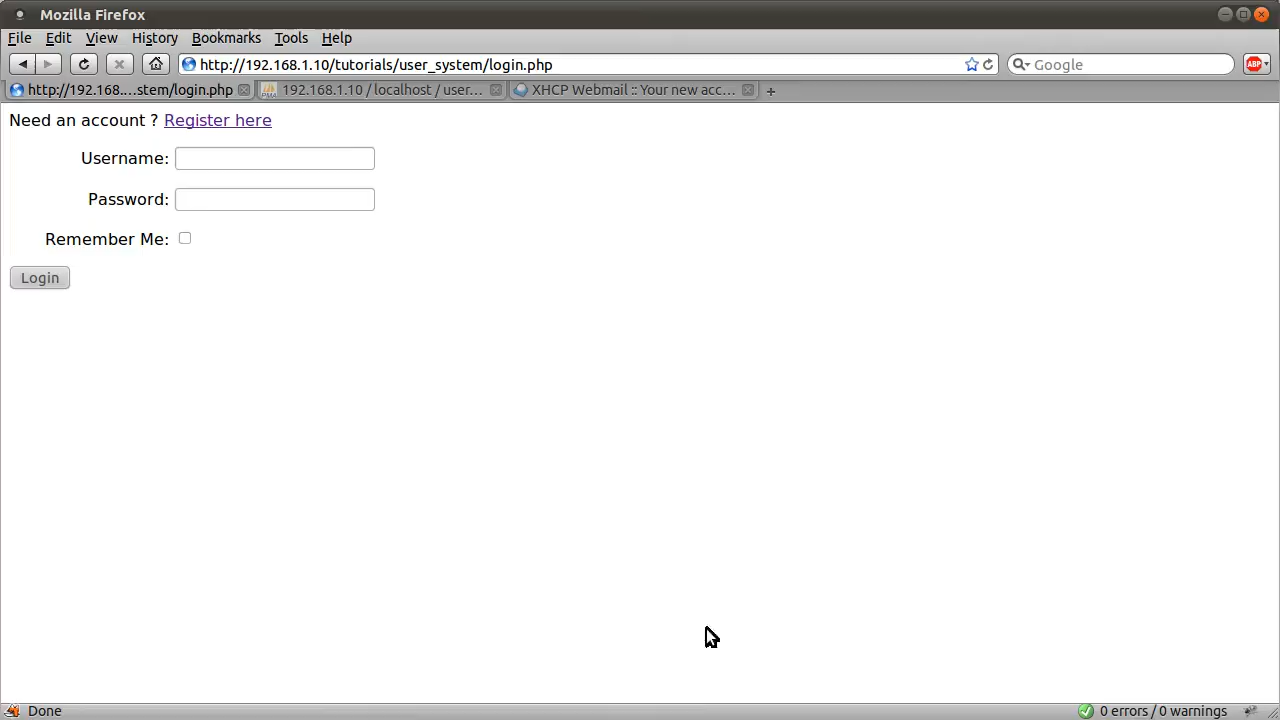 Mozilla Firefox
File Edit View History Bookmarks Tools Help
http://192.168.1.10/tutorials/user_system/login.php
Google
ABP
http://192.168....stem/login.php
PMA
192.168.1.10 / localhost / user...
XHCP Webmail :: Your new acc...
Need an account ? Register here
Username:
Password:
Remember Me:
Login
Done
0 errors / 0 warnings